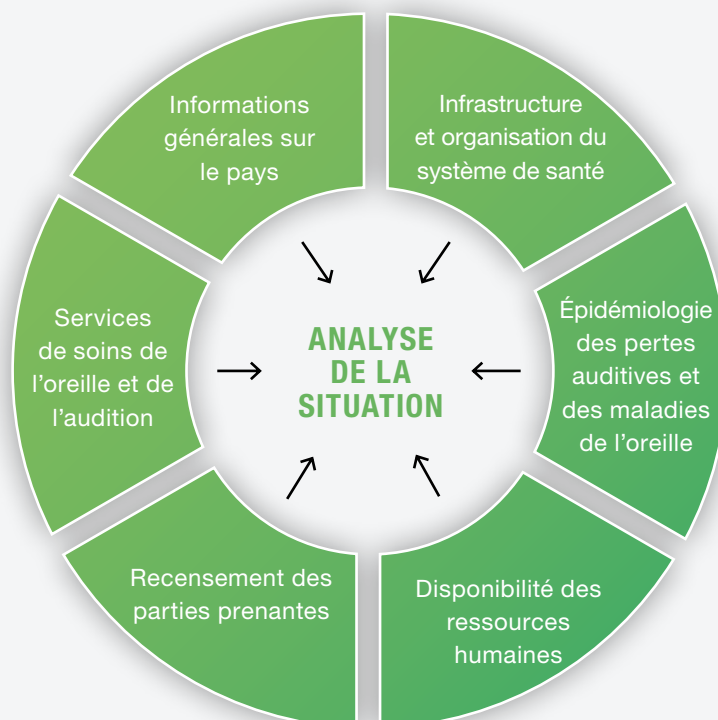 Informations
générales sur
le pays
Infrastructure
et organisation du
système de santé
Épidémiologie
des pertes
auditives et
des maladies
de l’oreille
Disponibilité des
ressources
humaines
Recensement des
parties prenantes
Services
de soins de
l’oreille et de
l’audition
ANALYSE
DE LA
SITUATION